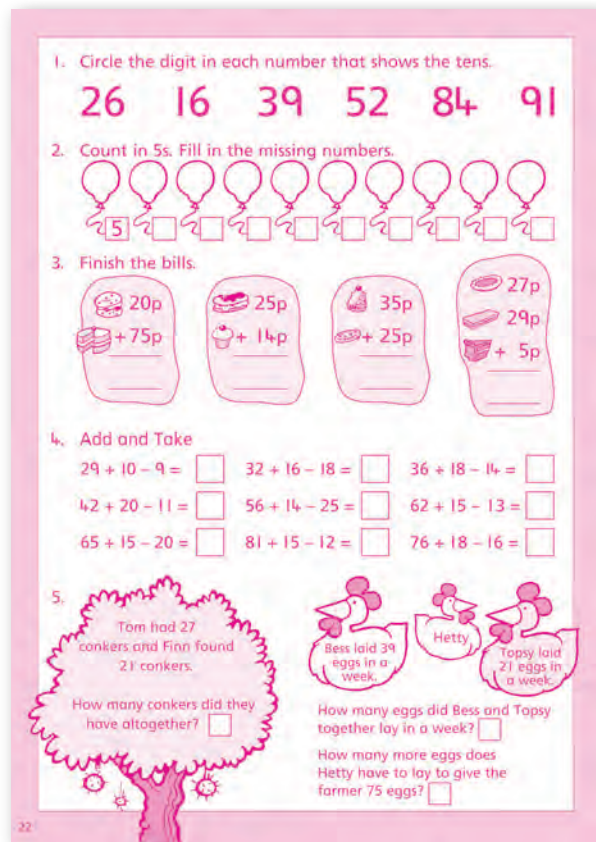 1. Circle the digit in each number that shows the tens.
26 16 39 52 84 91
2. Count in 5s. Fill in the missing numbers.
5
3. Finish the bills.
20p
+ 75p
25p
+ 14p
35p
+ 25p
27p
29p
+ 5p
4. Add and Take
29 + 10 – 9 =
32 + 16 – 18 =
36 + 18 – 14 =
42 + 20 – 11 =
56 + 14 – 25 =
62 + 15 – 13 =
65 + 15 – 20 =
81 + 15 – 12 =
76 + 18 – 16 =
5.
Tom had 27
conkers and Finn found
21 conkers.
How many conkers did they
have altogether?
Bess laid 39
eggs in a
week.
Hetty
Topsy laid
21 eggs in
a week.
How many eggs did Bess and Topsy
together lay in a week?
How many more eggs does
Hetty have to lay to give the
farmer 75 eggs?
22